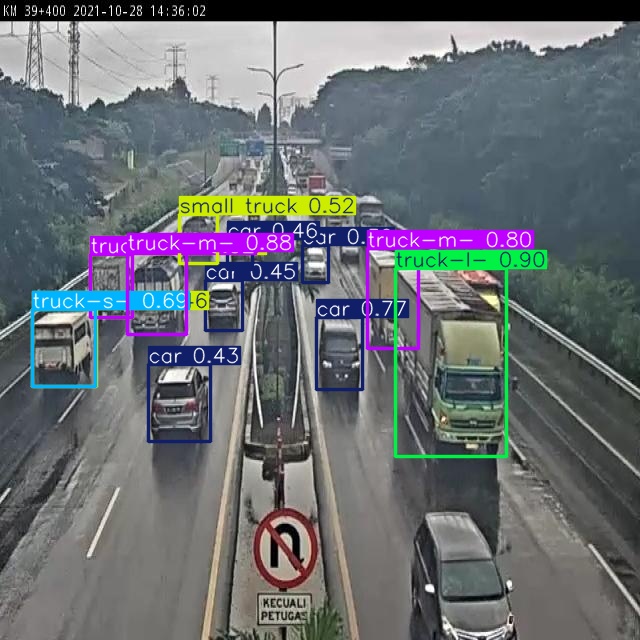 KM 39+400 2021-10-28 14:36:02
small truck 0.52
car 0.46
truck-m- 0.88
truck-m- 0.80
truck-l- 0.90
car 0.45
truck-s- 0.69
car 0.77
car 0.43
KECUALI
PETUGAS